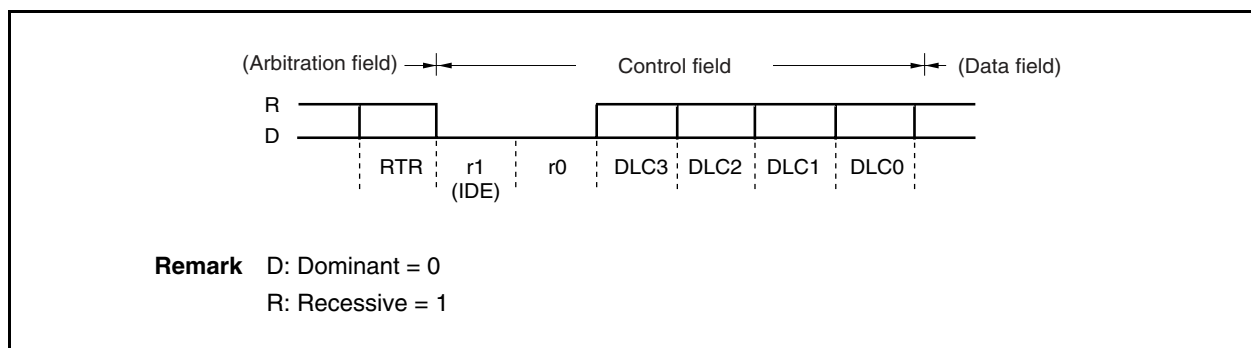 (Arbitration field) Control field (Data field)
R
D
RTR r1 r0 DLC3 DLC2 DLC1 DLC0
(IDE)
Remark D: Dominant = 0
R: Recessive = 1